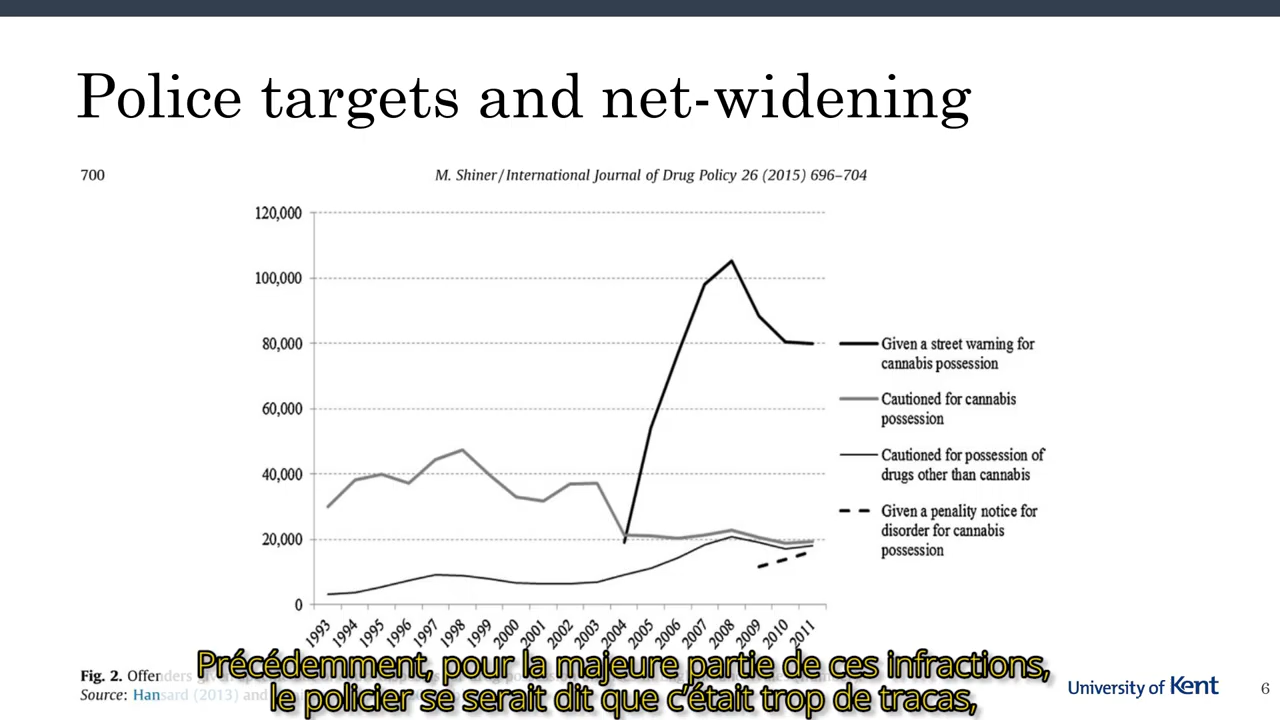 Police targets and net-widening
700
M. Shiner / International Journal of Drug Policy 26 (2015) 696–704
120,000
100,000
80,000
60,000
40,000
20,000
0
1993 1994 1995 1996 1997 1998 1999 2000 2001 2002 2003 2004 2005 2006 2007 2008 2009 2010 2011
Given a street warning for
cannabis possession
Cautioned for cannabis
possession
Cautioned for possession of
drugs other than cannabis
Given a penality notice for
disorder for cannabis
possession
Fig. 2. Offenders
Source: Hansard (2013) and
Précédemment, pour la majeure partie de ces infractions,
le policier se serait dit que c’était trop de tracas,
University of Kent
6